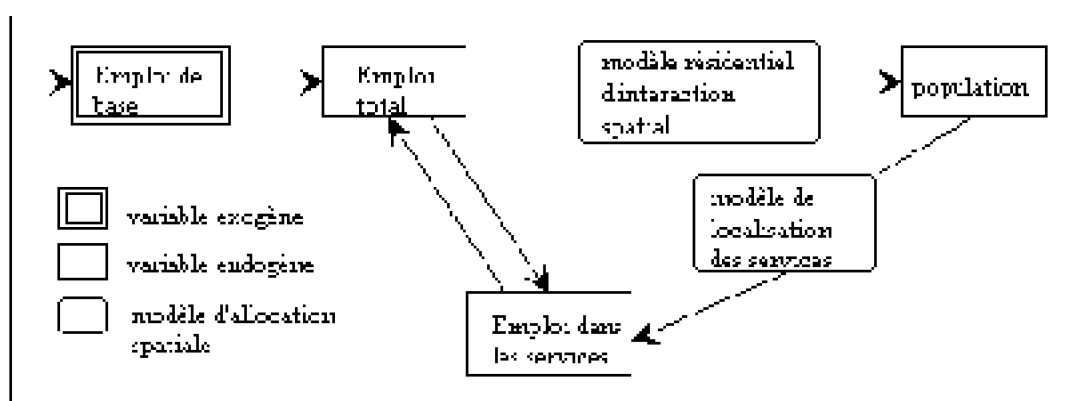 Emploi de
base
Emploi
total
modèle résidentiel
d'interaction
spatial
population
modèle de
localisation
des services
Emploi dans
les services
variable exogène
variable endogène
modèle d'allocation
spatiale